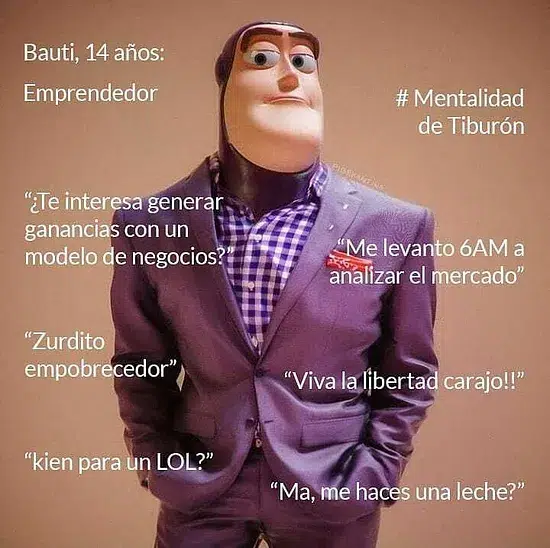 Bauti, 14 años:
Emprendedor
# Mentalidad
de Tiburón
“¿Te interesa generar
ganancias con un
modelo de negocios?”
“Me levanto 6AM a
analizar el mercado”
“Zurdito
empobrecedor”
“Viva la libertad carajo!!”
“kien para un LOL?”
“Ma, me haces una leche?”